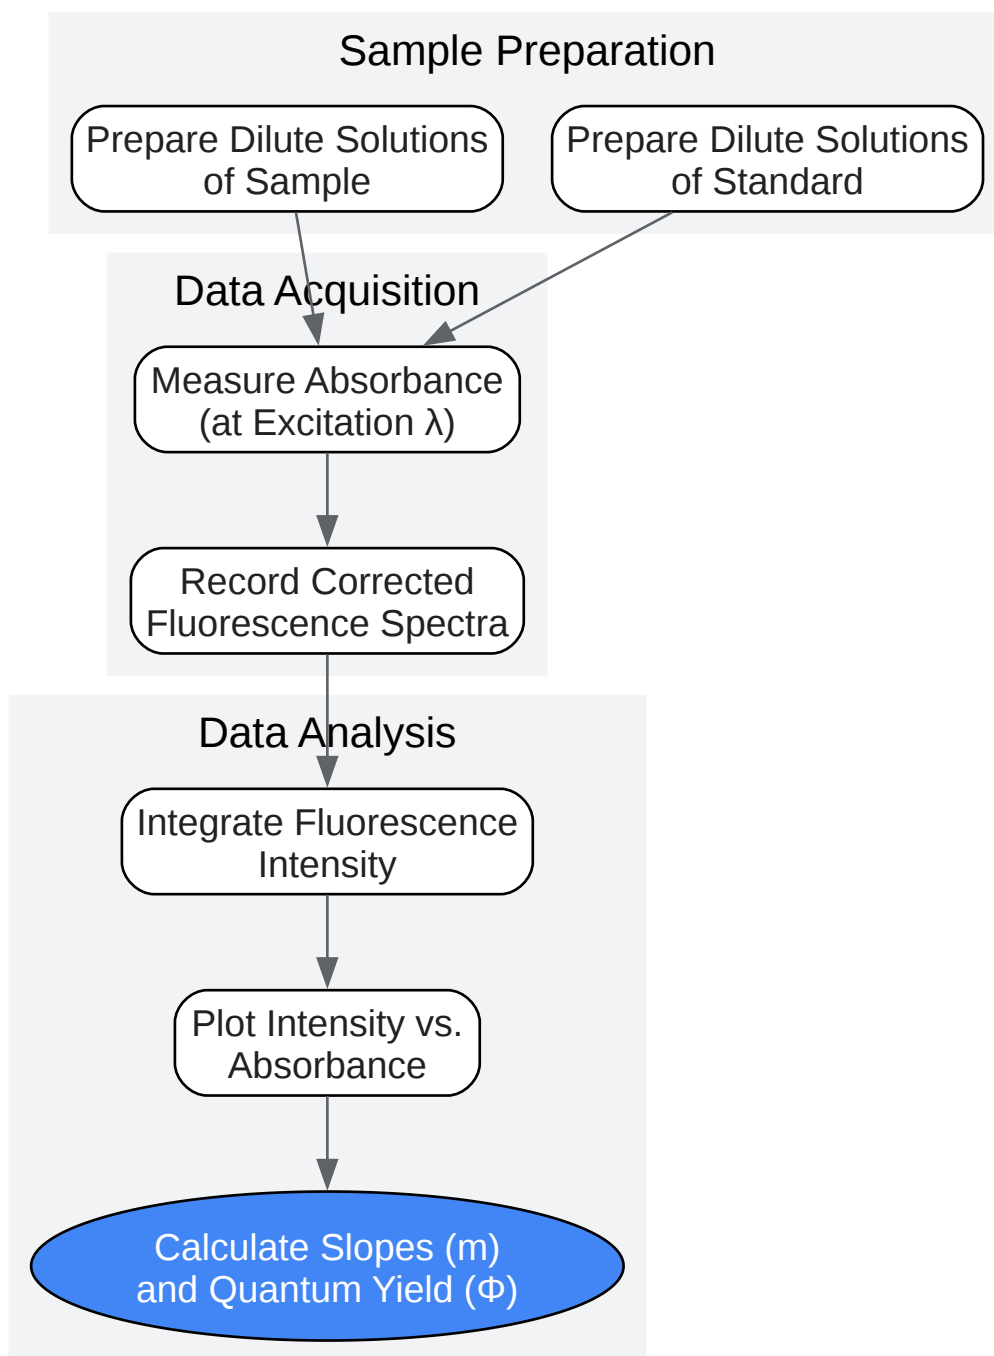 Sample Preparation
Prepare Dilute Solutions
of Sample
Prepare Dilute Solutions
of Standard
Data Acquisition
Measure Absorbance
(at Excitation λ)
Record Corrected
Fluorescence Spectra
Data Analysis
Integrate Fluorescence
Intensity
Plot Intensity vs.
Absorbance
Calculate Slopes (m)
and Quantum Yield (Φ)